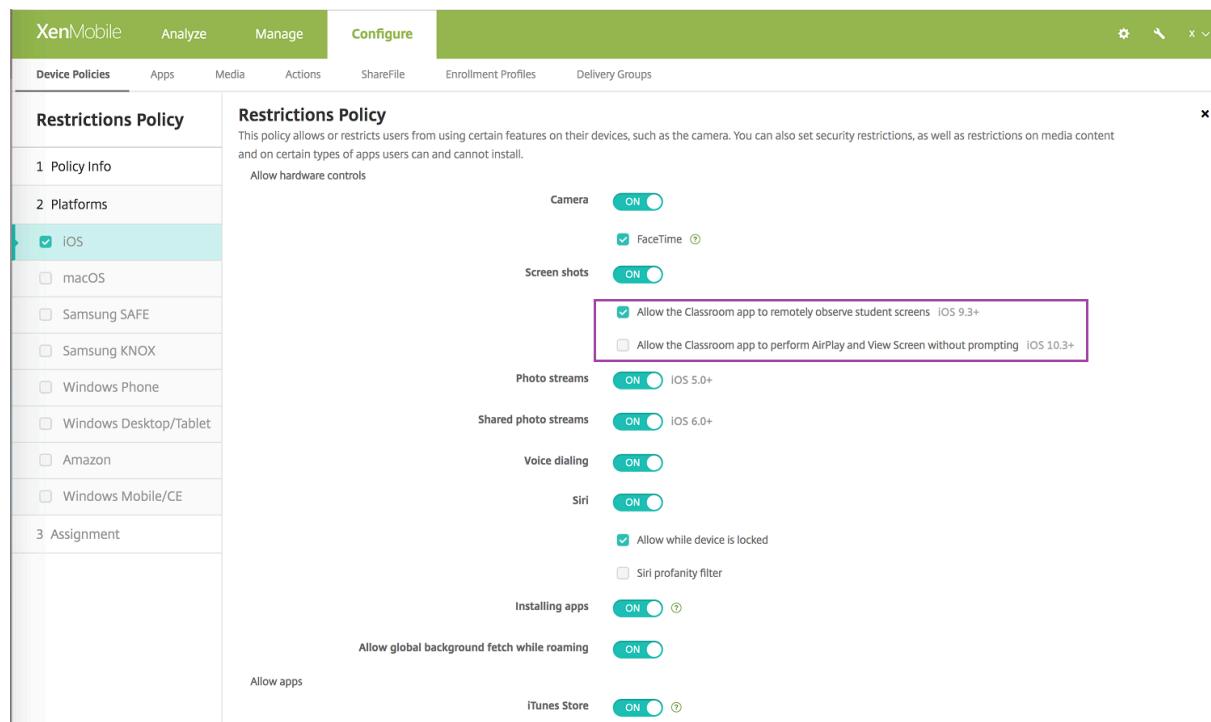 XenMobile Analyze Manage Configure x
Device Policies Apps Media Actions ShareFile Enrollment Profiles Delivery Groups
Restrictions Policy
1 Policy Info
2 Platforms
iOS
macOS
Samsung SAFE
Samsung KNOX
Windows Phone
Windows Desktop/Tablet
Amazon
Windows Mobile/CE
3 Assignment
Restrictions Policy
This policy allows or restricts users from using certain features on their devices, such as the camera. You can also set security restrictions, as well as restrictions on media content
and on certain types of apps users can and cannot install.
Allow hardware controls
Camera ON
FaceTime ?
Screen shots ON
Allow the Classroom app to remotely observe student screens iOS 9.3+
Allow the Classroom app to perform AirPlay and View Screen without prompting iOS 10.3+
Photo streams ON iOS 5.0+
Shared photo streams ON iOS 6.0+
Voice dialing ON
Siri ON
Allow while device is locked
Siri profanity filter
Installing apps ON ?
Allow global background fetch while roaming ON
Allow apps
iTunes Store ON ?